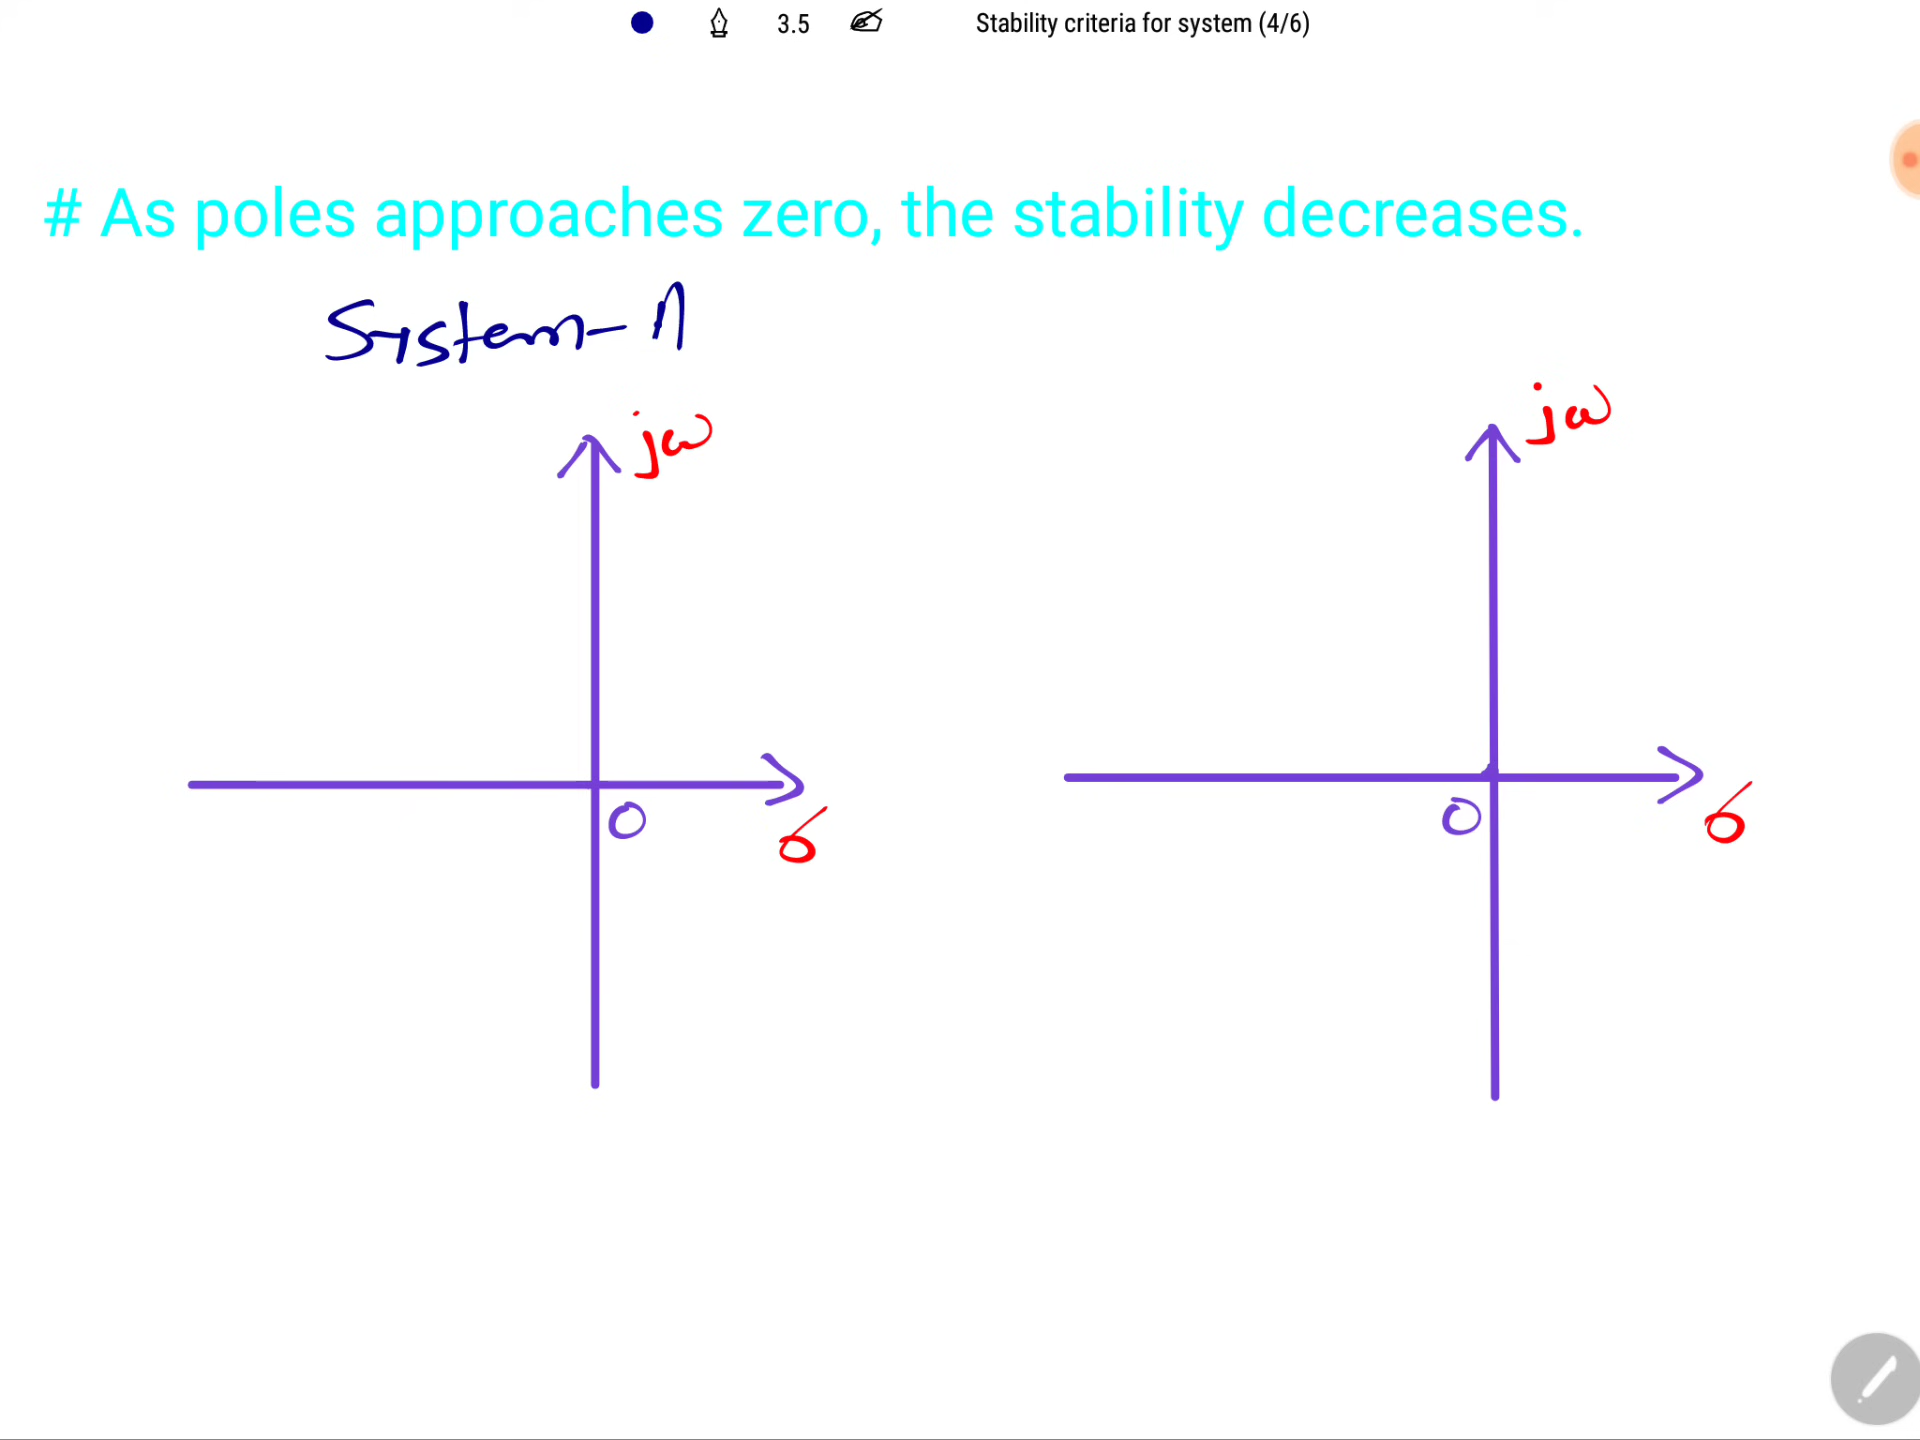 3.5 Stability criteria for system (4/6)
# As poles approaches zero, the stability decreases.
System-A
jω jω
0 σ 0 σ